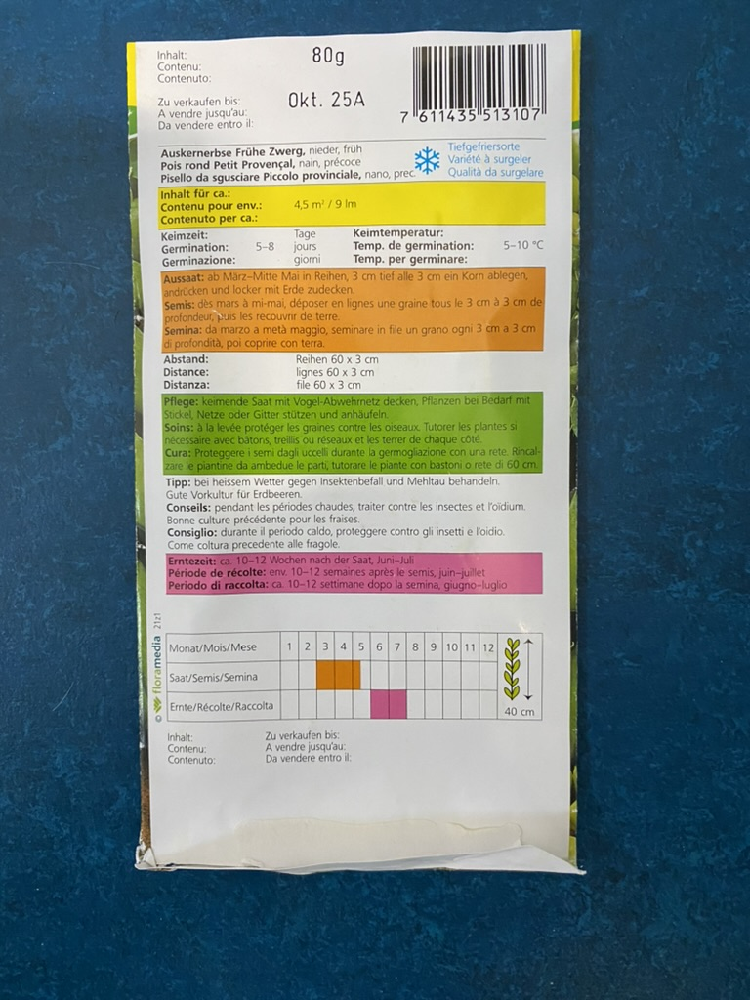 Inhalt:
Contenu:
Contenuto:
80g
Zu verkaufen bis:
A vendre jusqu'au:
Da vendere entro il:
Okt. 25A
7 611435 513107
Auskernerbse Frühe Zwerg, nieder, früh
Pois rond Petit Provençal, nain, précoce
Pisello da sgusciare Piccolo provinciale, nano, prec.
Tiefgefriersorte
Variété à surgeler
Qualità da surgelare
Inhalt für ca.:
Contenu pour env.:
Contenuto per ca.:
4,5 m² / 9 lm
Keimzeit:
Germination:
Germinazione:
5–8
Tage
jours
giorni
Keimtemperatur:
Temp. de germination:
Temp. per germinare:
5–10 °C
Aussaat: ab März–Mitte Mai in Reihen, 3 cm tief alle 3 cm ein Korn ablegen,
andrücken und locker mit Erde zudecken.
Semis: dès mars à mi-mai, déposer en lignes une graine tous le 3 cm à 3 cm de
profondeur, puis les recouvrir de terre.
Semina: da marzo a metà maggio, seminare in file un grano ogni 3 cm a 3 cm
di profondità, poi coprire con terra.
Abstand:
Distance:
Distanza:
Reihen 60 x 3 cm
lignes 60 x 3 cm
file 60 x 3 cm
Pflege: keimende Saat mit Vogel-Abwehrnetz decken, Pflanzen bei Bedarf mit
Stickel, Netze oder Gitter stützen und anhäufeln.
Soins: à la levée protéger les graines contre les oiseaux. Tutorer les plantes si
nécessaire avec bâtons, treillis ou réseaux et les terrer de chaque côté.
Cura: Proteggere i semi dagli uccelli durante la germogliazione con una rete. Rincal-
zare le piantine da ambedue le parti, tutorare le piante con bastoni o rete di 60 cm.
Tipp: bei heissem Wetter gegen Insektenbefall und Mehltau behandeln.
Gute Vorkultur für Erdbeeren.
Conseils: pendant les périodes chaudes, traiter contre les insectes et l'oïdium.
Bonne culture précédente pour les fraises.
Consiglio: durante il periodo caldo, proteggere contro gli insetti e l'oidio.
Come coltura precedente alle fragole.
Erntezeit: ca. 10–12 Wochen nach der Saat, Juni–Juli
Période de récolte: env. 10–12 semaines après le semis, juin–juillet
Periodo di raccolta: ca. 10–12 settimane dopo la semina, giugno–luglio
© floramedia 21z1
Monat/Mois/Mese 1 2 3 4 5 6 7 8 9 10 11 12
Saat/Semis/Semina
Ernte/Récolte/Raccolta
40 cm
Inhalt:
Contenu:
Contenuto:
Zu verkaufen bis:
A vendre jusqu'au:
Da vendere entro il: